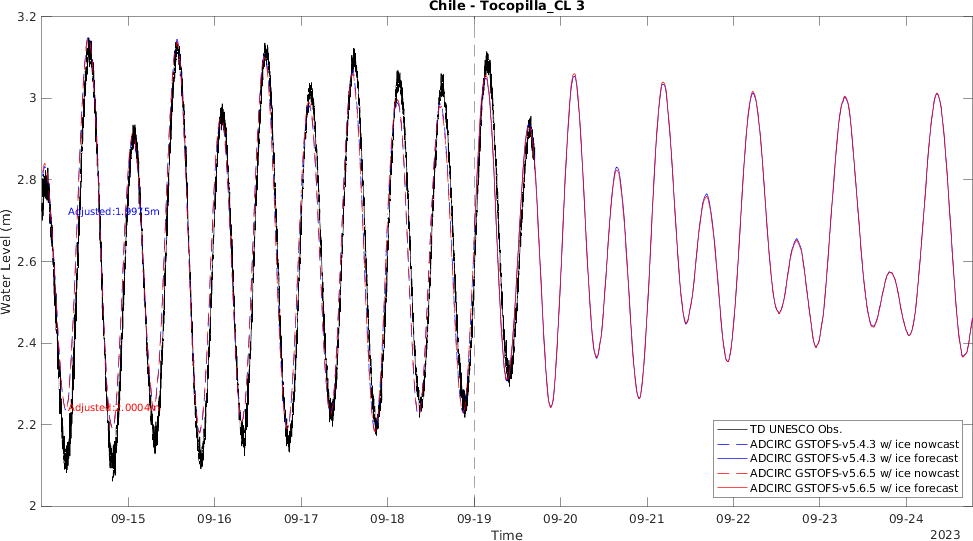 Chile - Tocopilla_CL 3
3.2
3
2.8
2.6
2.4
2.2
2
Water Level (m)
Adjusted:1.9975m
Adjusted:2.0004m
TD UNESCO Obs.
ADCIRC GSTOFS-v5.4.3 w/ ice nowcast
ADCIRC GSTOFS-v5.4.3 w/ ice forecast
ADCIRC GSTOFS-v5.6.5 w/ ice nowcast
ADCIRC GSTOFS-v5.6.5 w/ ice forecast
09-15 09-16 09-17 09-18 09-19 09-20 09-21 09-22 09-23 09-24
Time
2023